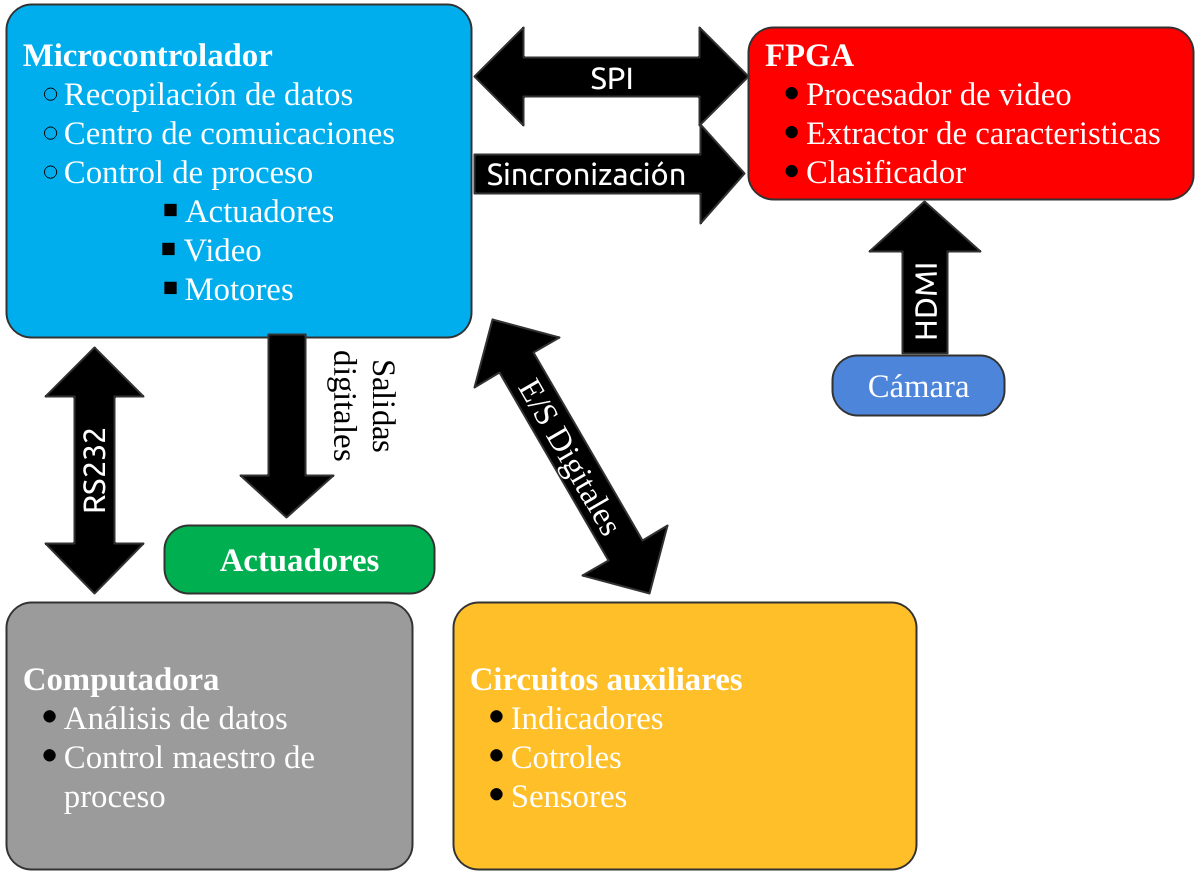 Microcontrolador
Recopilación de datos
Centro de comuicaciones
Control de proceso
Actuadores
Video
Motores
SPI
Sincronización
FPGA
Procesador de video
Extractor de caracteristicas
Clasificador
HDMI
Cámara
RS232
Salidas
digitales
E/S Digitales
Actuadores
Computadora
Análisis de datos
Control maestro de
proceso
Circuitos auxiliares
Indicadores
Cotroles
Sensores